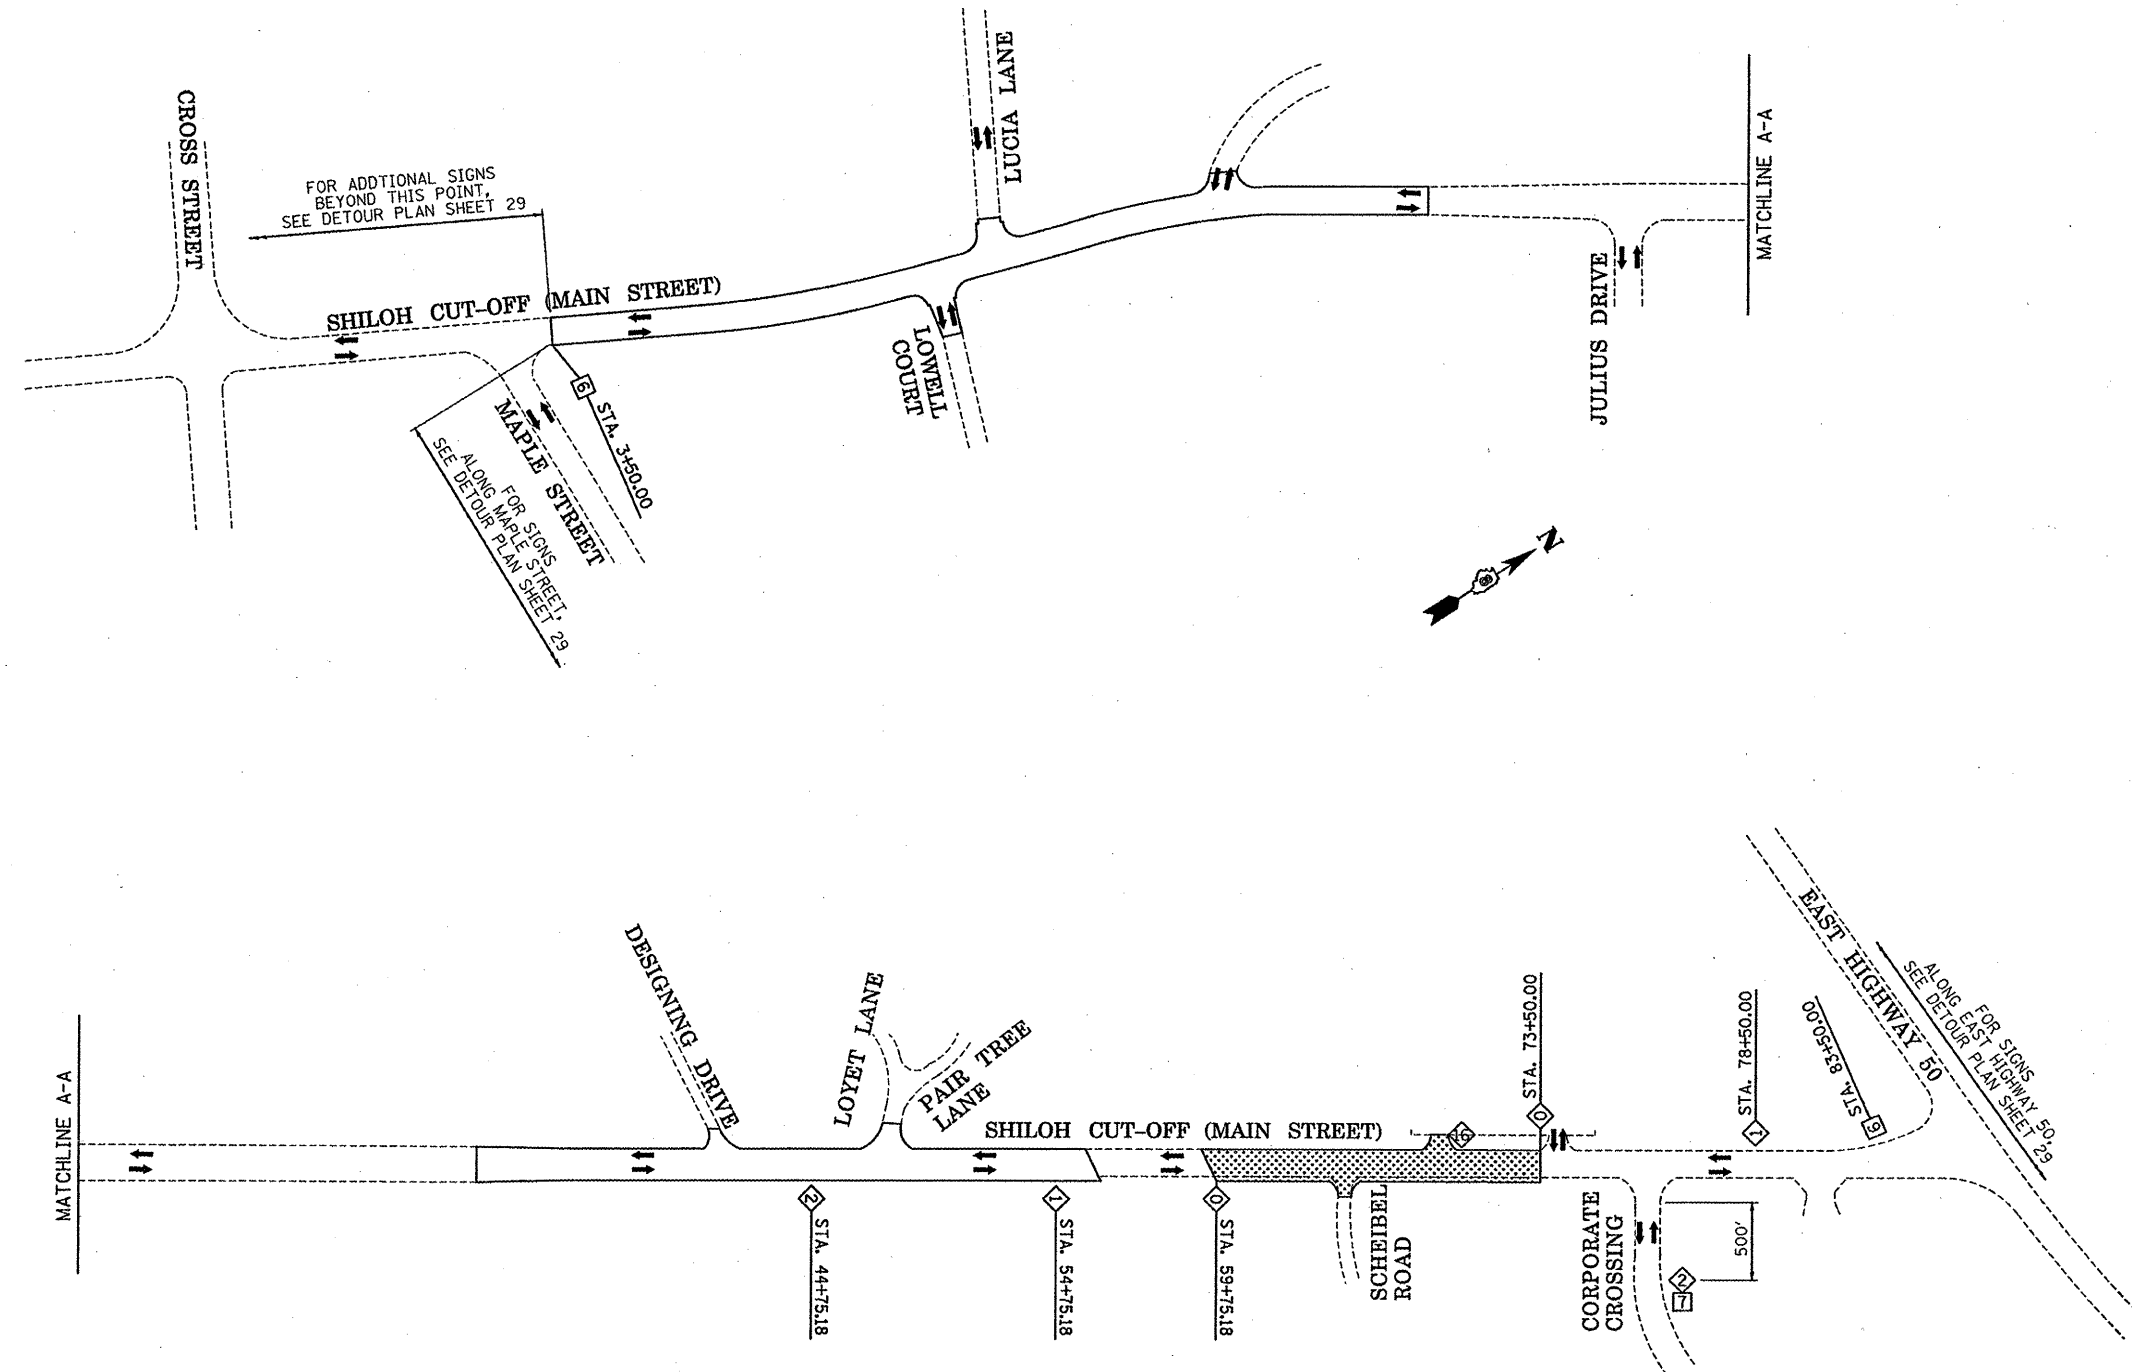 CROSS STREET
FOR ADDTIONAL SIGNS
BEYOND THIS POINT,
SEE DETOUR PLAN SHEET 29
SHILOH CUT-OFF (MAIN STREET)
LUCIA LANE
MATCHLINE A-A
JULIUS DRIVE
LOWELL
COURT
6
STA. 3+50.00
MAPLE STREET
FOR SIGNS
ALONG MAPLE STREET,
SEE DETOUR PLAN SHEET 29
N
EAST HIGHWAY 50
FOR SIGNS
ALONG EAST HIGHWAY 50,
SEE DETOUR PLAN SHEET 29
MATCHLINE A-A
DESIGNING DRIVE
LOYET LANE
PAIR TREE
LANE
SHILOH CUT-OFF (MAIN STREET)
16
STA. 73+50.00
0
STA. 78+50.00
1
STA. 83+50.00
6
2
STA. 44+75.18
1
STA. 54+75.18
0
STA. 59+75.18
SCHEIBEL
ROAD
CORPORATE
CROSSING
500'
2
7